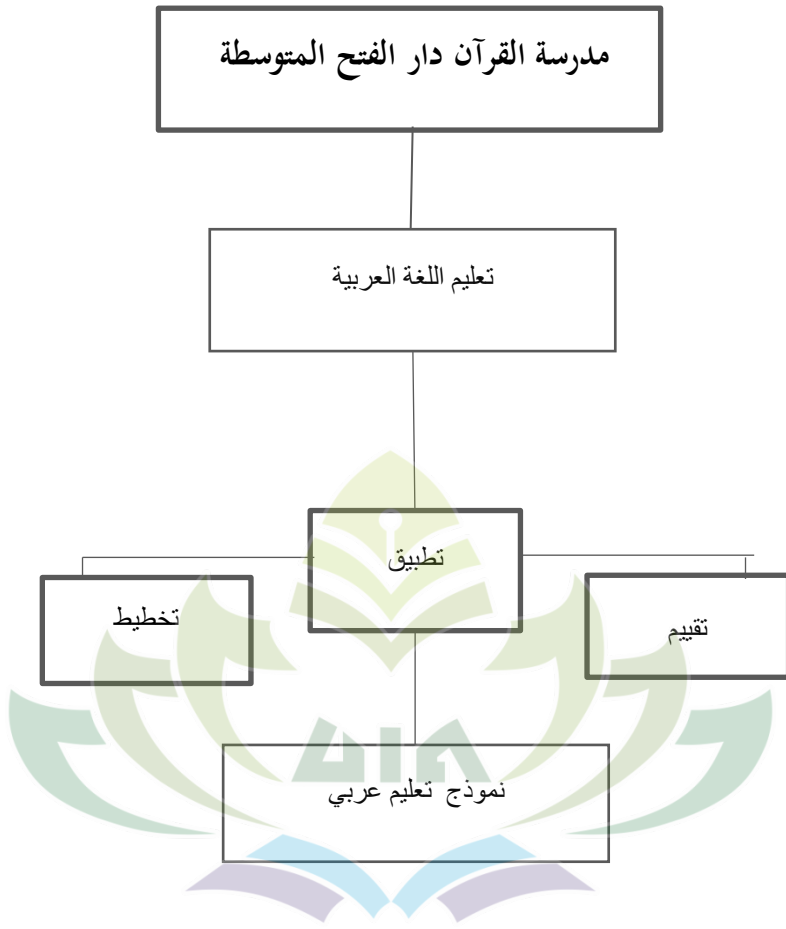 مدرسة القرآن دار الفتح المتوسطة
تعليم اللغة العربية
تطبيق
تخطيط
تقييم
نموذج تعليم عربي